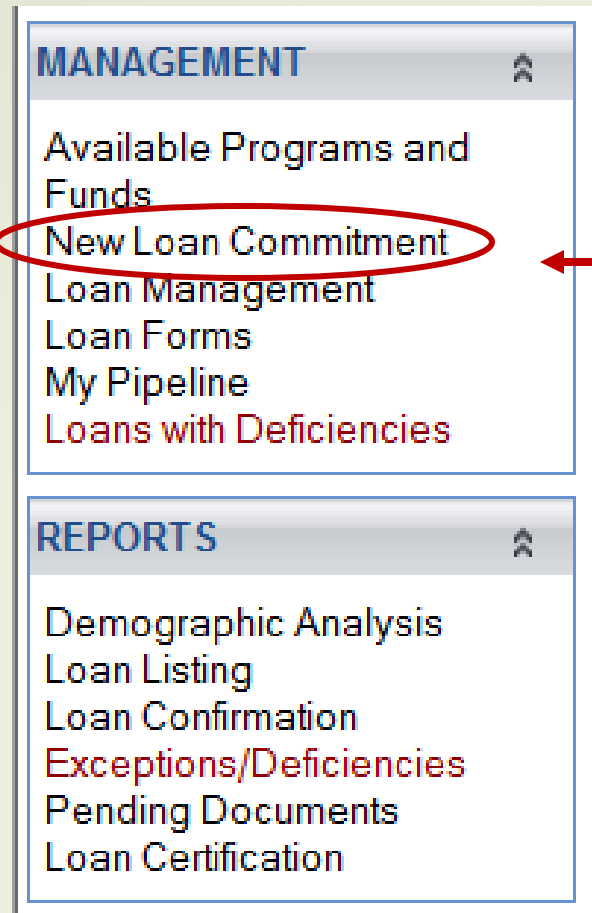 MANAGEMENT
Available Programs and
Funds
New Loan Commitment
Loan Management
Loan Forms
My Pipeline
Loans with Deficiencies
REPORTS
Demographic Analysis
Loan Listing
Loan Confirmation
Exceptions/Deficiencies
Pending Documents
Loan Certification